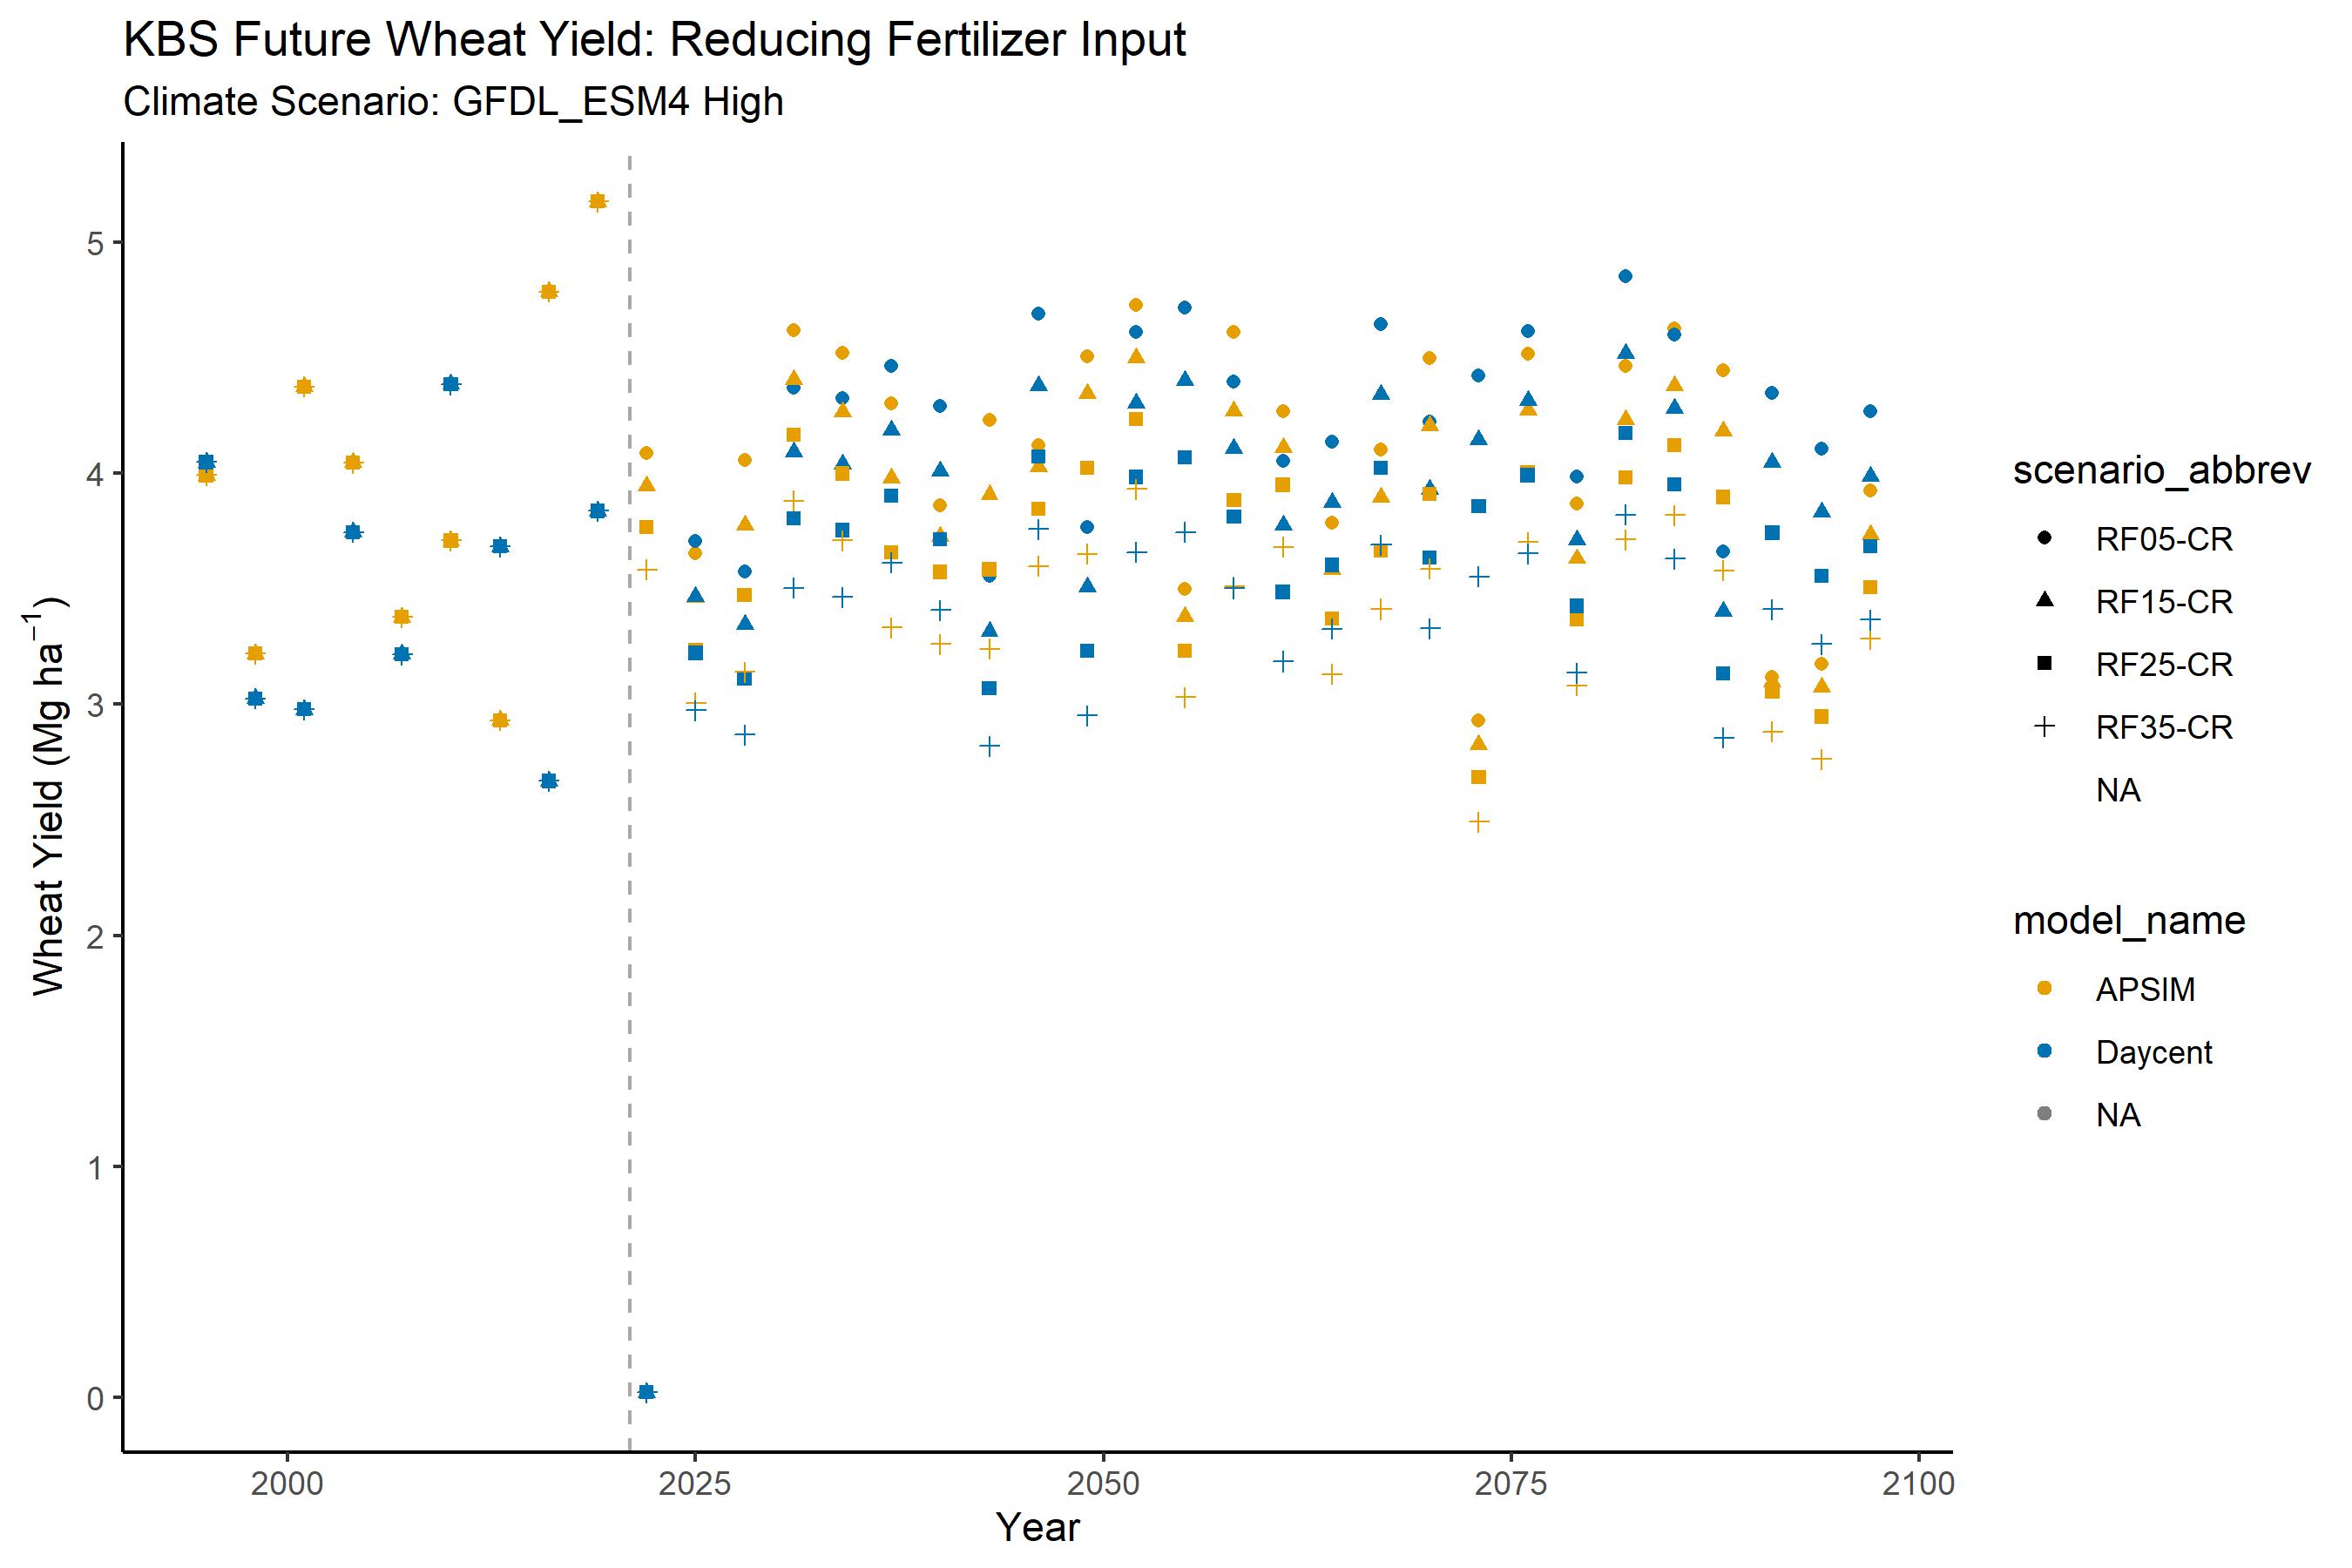 KBS Future Wheat Yield: Reducing Fertilizer Input
Climate Scenario: GFDL_ESM4 High
Wheat Yield (Mg ha⁻¹)
5
4
3
2
1
0
2000
2025
2050
2075
2100
Year
scenario_abbrev
RF05-CR
RF15-CR
RF25-CR
RF35-CR
NA
model_name
APSIM
Daycent
NA